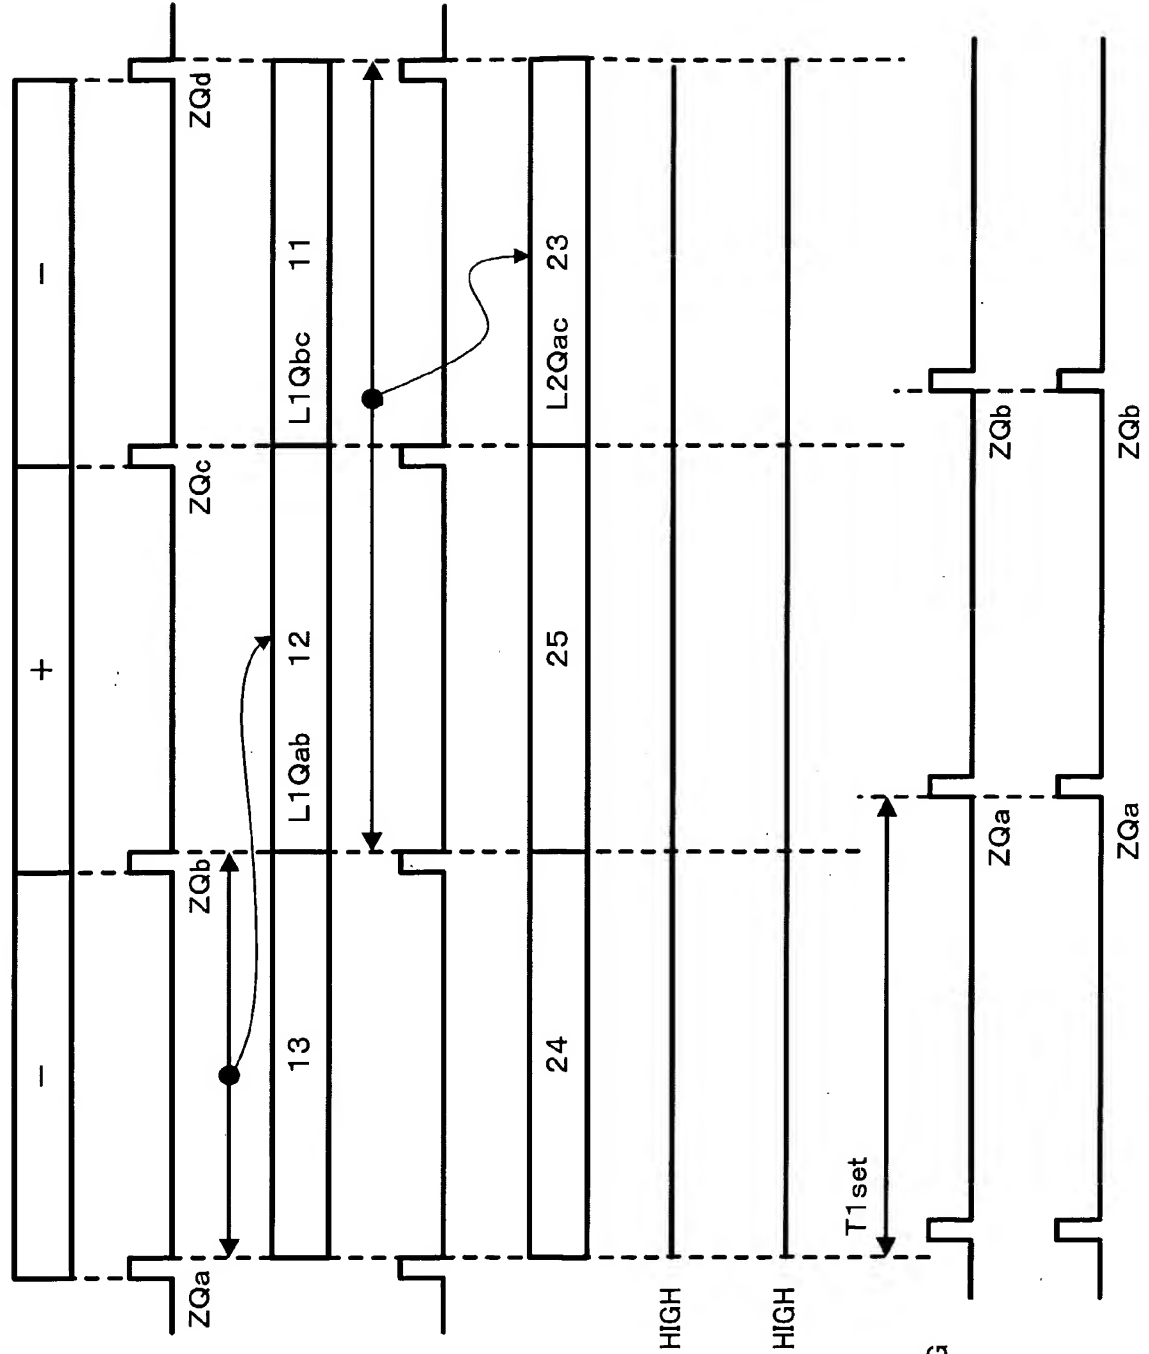 - + -
ZQa ZQb ZQc ZQd
13 L1Qab 12 L1Qbc 11
24 25 L2Qac 23
HIGH
HIGH
T1set
ZQa ZQb
ZQa ZQb